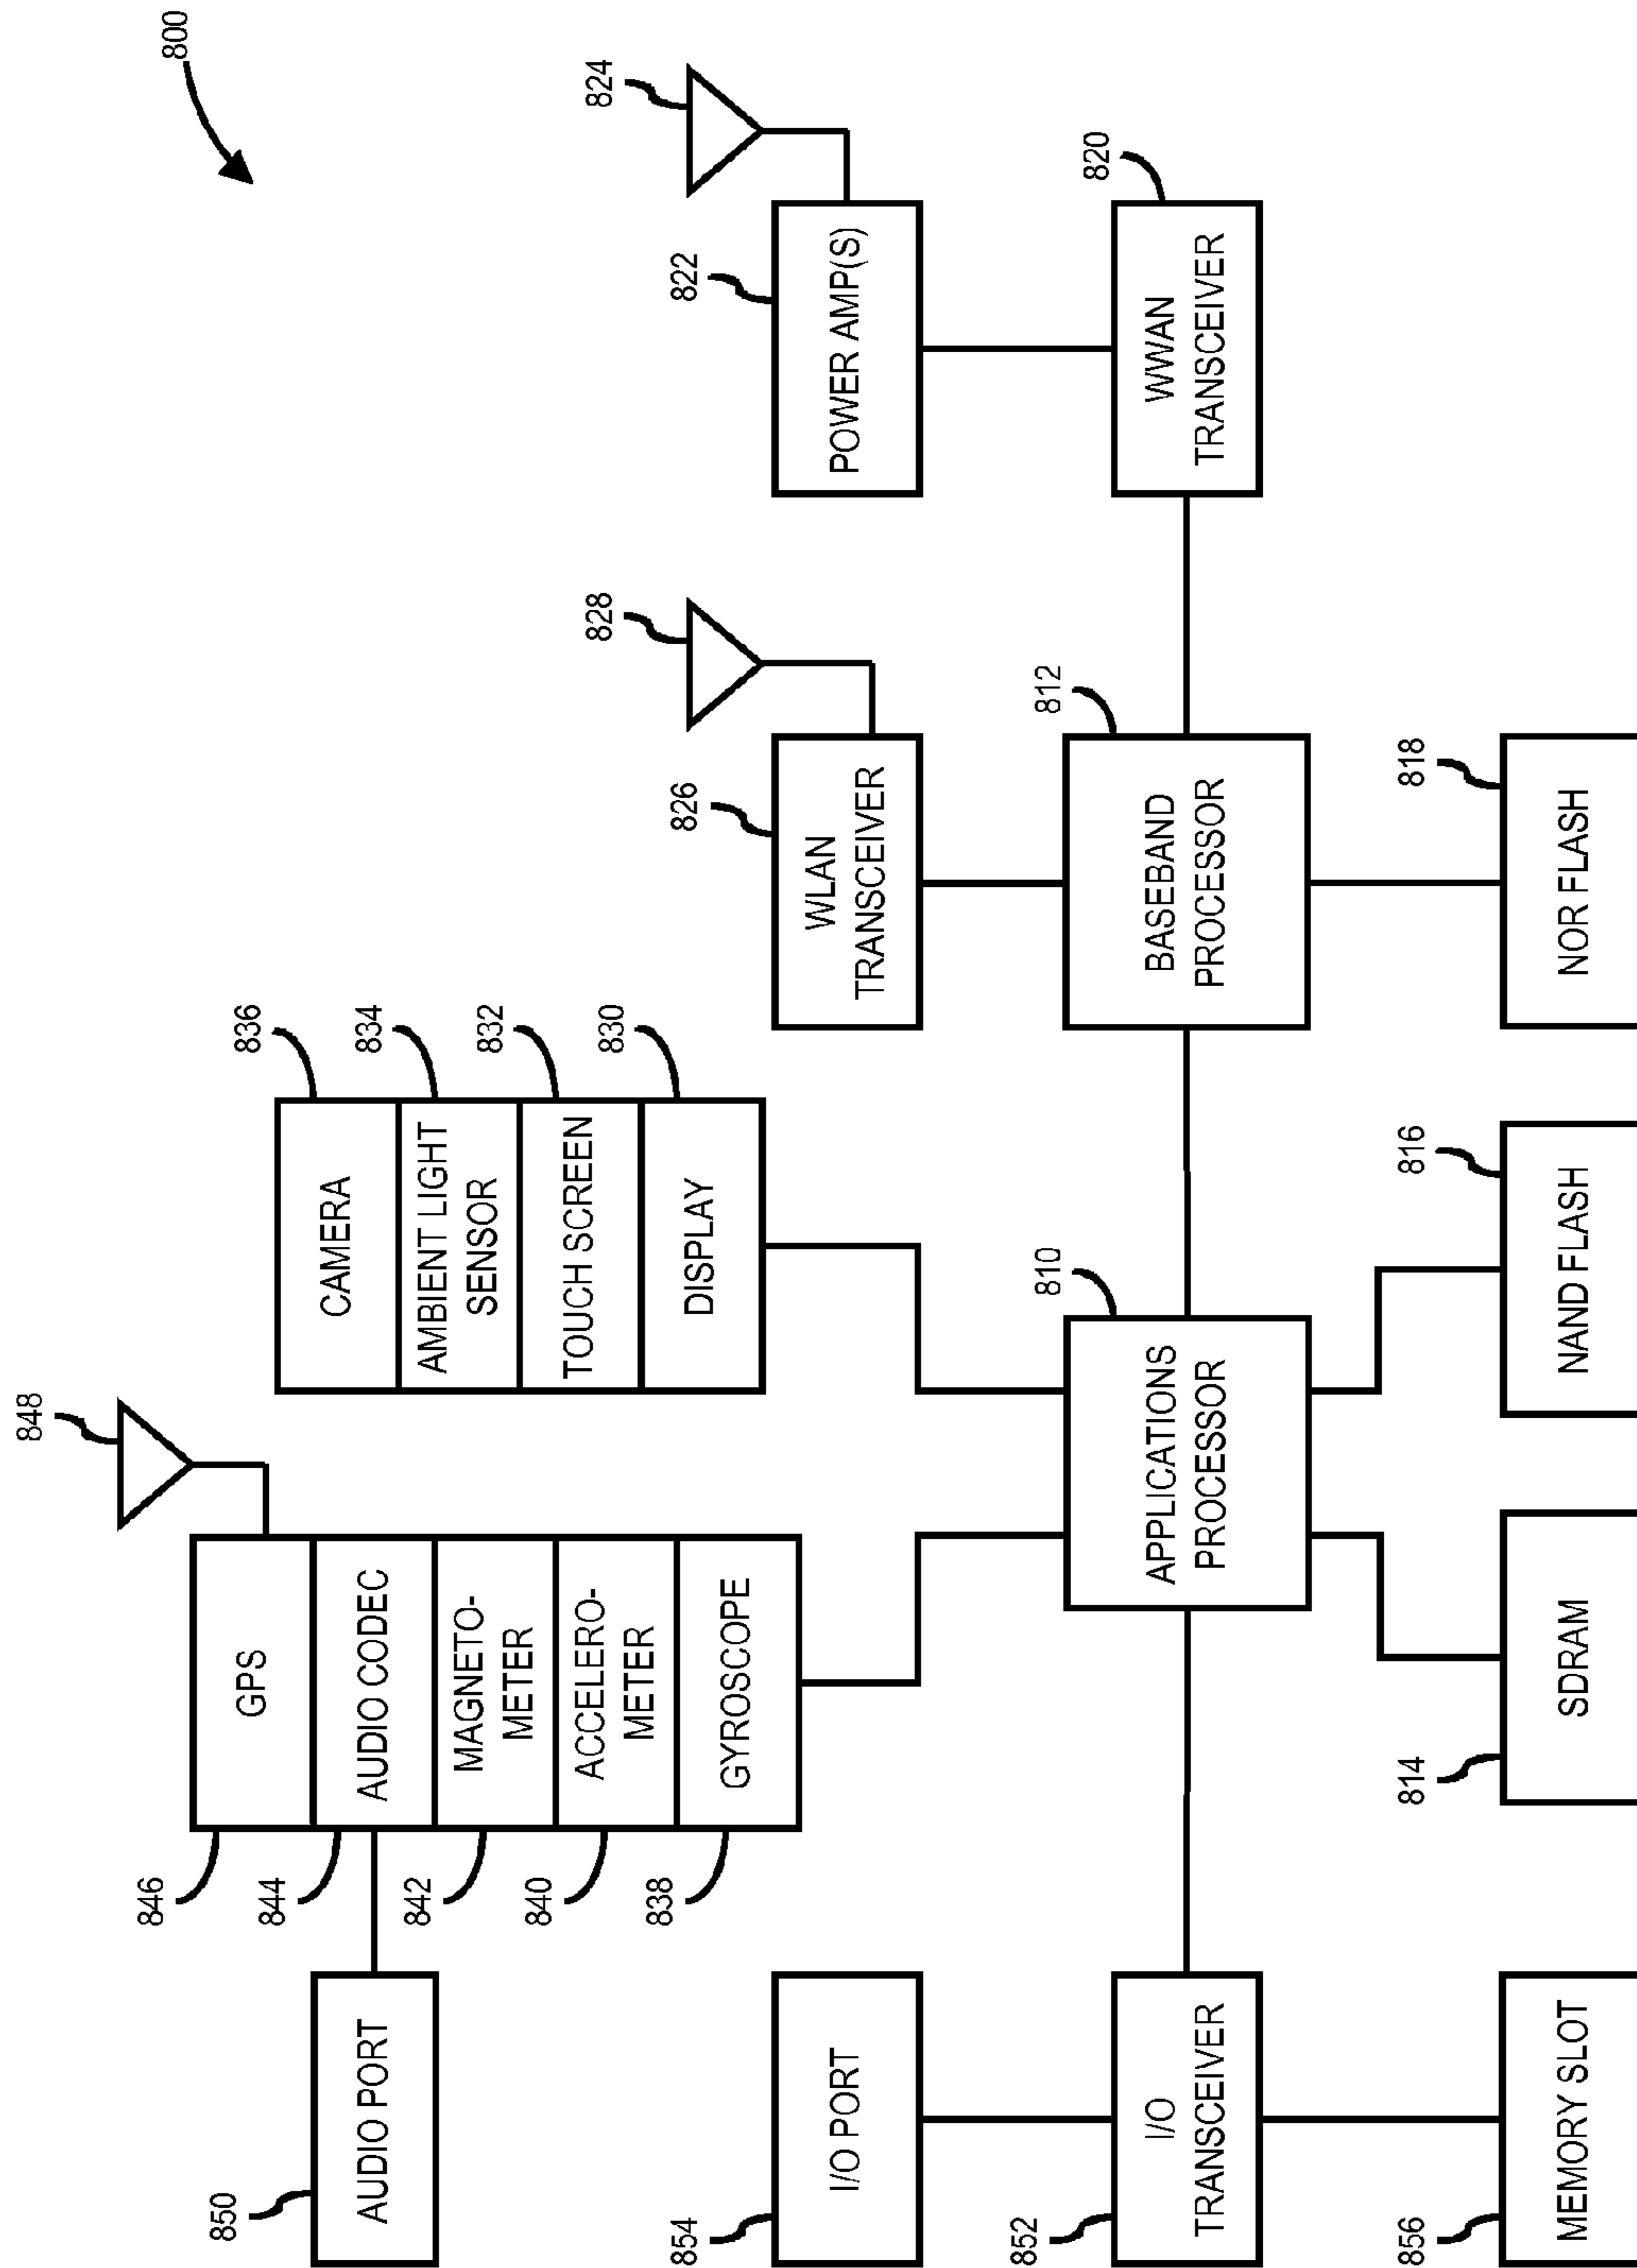 800
848
GPS
AUDIO CODEC
MAGNETO-
METER
ACCELERO-
METER
GYROSCOPE
846
844
842
840
838
AUDIO PORT
850
CAMERA
AMBIENT LIGHT
SENSOR
TOUCH SCREEN
DISPLAY
836
834
832
830
824
828
822
POWER AMP(S)
826
WLAN
TRANSCEIVER
I/O PORT
854
I/O
TRANSCEIVER
852
APPLICATIONS
PROCESSOR
810
BASEBAND
PROCESSOR
812
WWAN
TRANSCEIVER
820
MEMORY SLOT
856
SDRAM
814
NAND FLASH
816
NOR FLASH
818